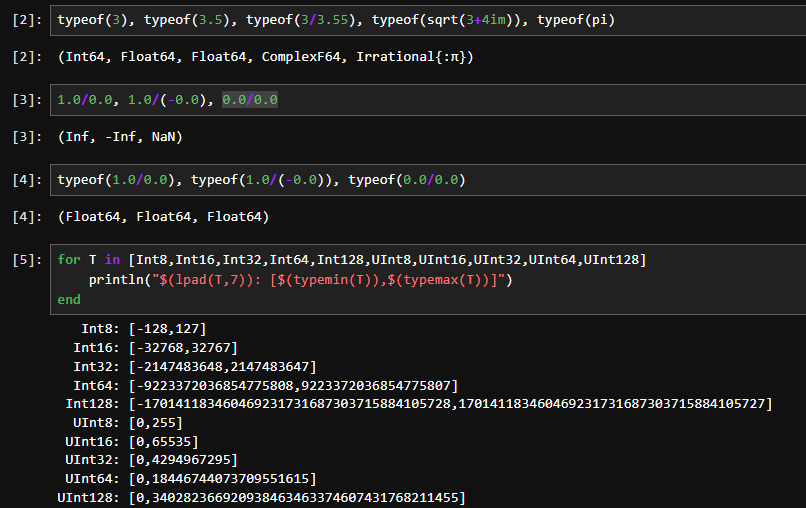 [2]: typeof(3), typeof(3.5), typeof(3/3.55), typeof(sqrt(3+4im)), typeof(pi)
[2]: (Int64, Float64, Float64, ComplexF64, Irrational{:π})
[3]: 1.0/0.0, 1.0/(-0.0), 0.0/0.0
[3]: (Inf, -Inf, NaN)
[4]: typeof(1.0/0.0), typeof(1.0/(-0.0)), typeof(0.0/0.0)
[4]: (Float64, Float64, Float64)
[5]: for T in [Int8,Int16,Int32,Int64,Int128,UInt8,UInt16,UInt32,UInt64,UInt128]
println("$(lpad(T,7)): [$(typemin(T)),$(typemax(T))]")
end
Int8: [-128,127]
Int16: [-32768,32767]
Int32: [-2147483648,2147483647]
Int64: [-9223372036854775808,9223372036854775807]
Int128: [-170141183460469231731687303715884105728,170141183460469231731687303715884105727]
UInt8: [0,255]
UInt16: [0,65535]
UInt32: [0,4294967295]
UInt64: [0,18446744073709551615]
UInt128: [0,340282366920938463463374607431768211455]